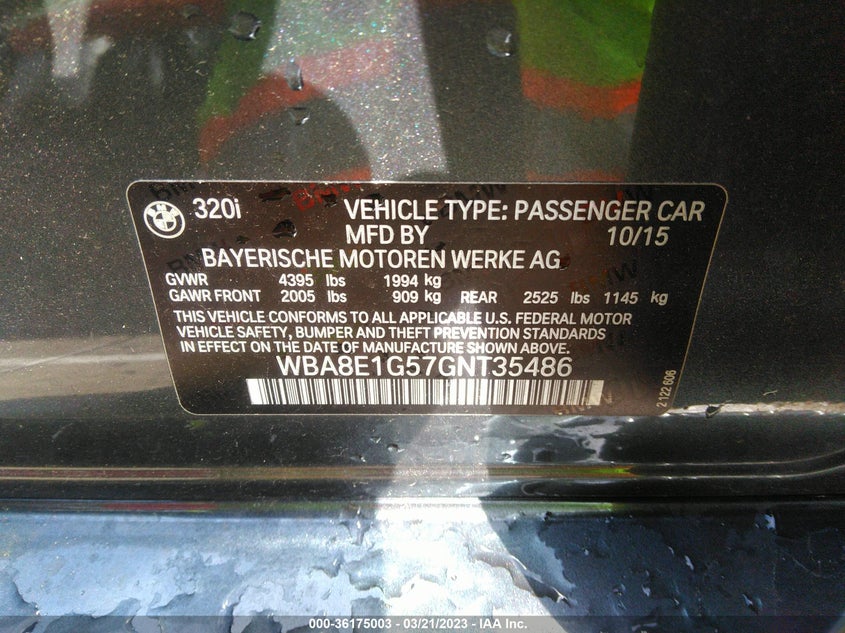 320i VEHICLE TYPE: PASSENGER CAR
MFD BY 10/15
BAYERISCHE MOTOREN WERKE AG
GVWR 4395 lbs 1994 kg
GAWR FRONT 2005 lbs 909 kg REAR 2525 lbs 1145 kg
THIS VEHICLE CONFORMS TO ALL APPLICABLE U.S. FEDERAL MOTOR
VEHICLE SAFETY, BUMPER AND THEFT PREVENTION STANDARDS
IN EFFECT ON THE DATE OF MANUFACTURE SHOWN ABOVE.
WBA8E1G57GNT35486
2 122 606
000-36175003 - 03/21/2023 - IAA Inc.